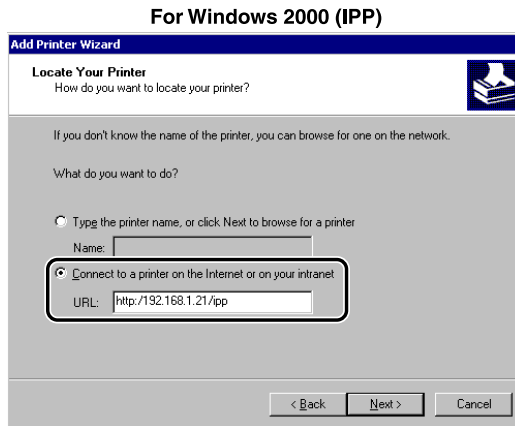 For Windows 2000 (IPP)
Add Printer Wizard
Locate Your Printer
How do you want to locate your printer?
If you don't know the name of the printer, you can browse for one on the network.
What do you want to do?
Type the printer name, or click Next to browse for a printer
Name:
Connect to a printer on the Internet or on your intranet
URL: http:/192.168.1.21/ipp
< Back Next > Cancel